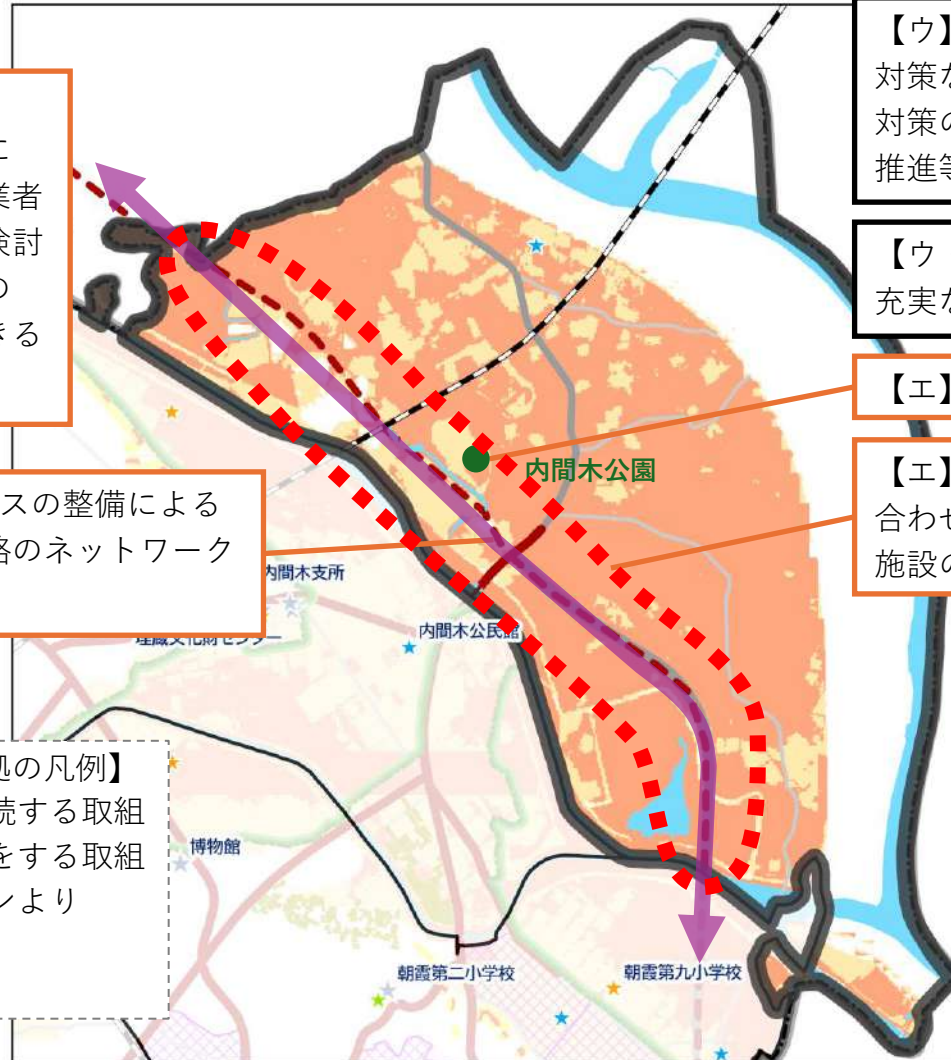 に
業者
検討
の
きる
【ウ】
対策な
対策の
推進等
【ウ
充実な
【エ】
【エ】
合わせ
施設の
内間木公園
スの整備による
路のネットワーク
内間木支所
埋蔵文化財センター
内間木公民館
拠の凡例】
続する取組
をする取組
ンより
博物館
朝霞第二小学校
朝霞第九小学校